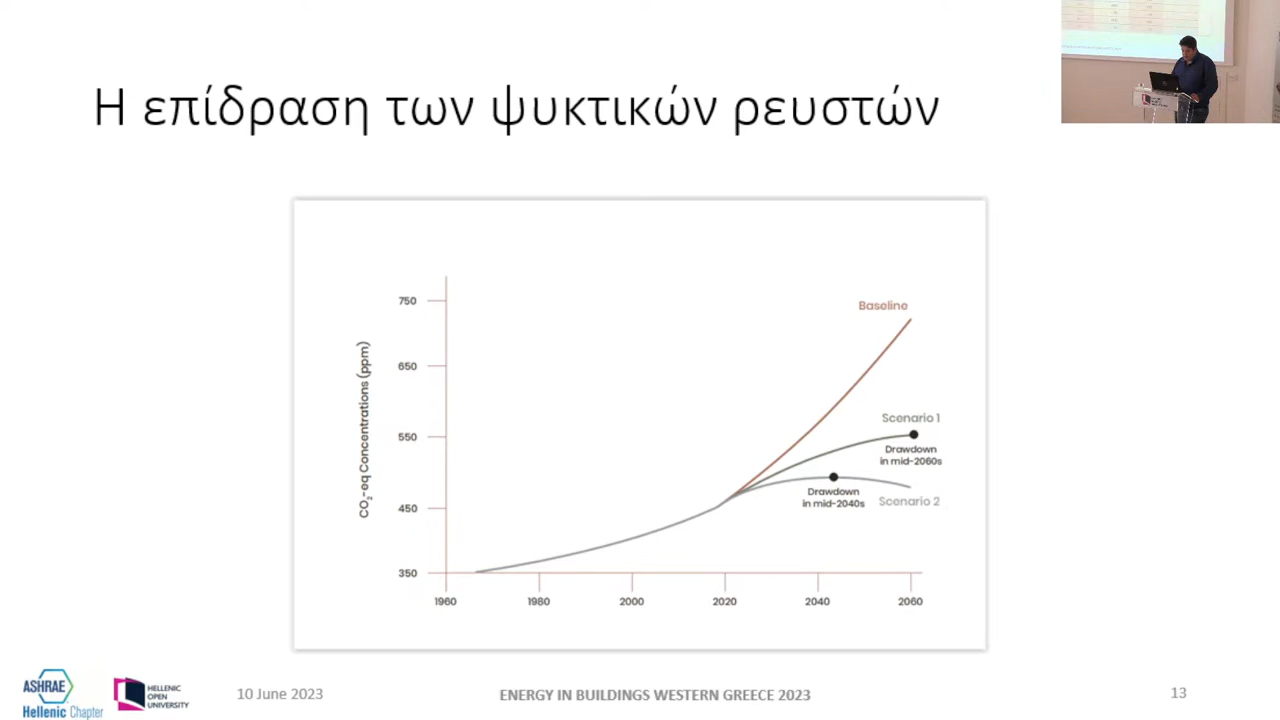 Η επίδραση των ψυκτικών ρευστών
CO₂-eq Concentrations (ppm)
750
650
550
450
350
1960
1980
2000
2020
2040
2060
Baseline
Scenario 1
Drawdown
in mid-2060s
Drawdown
in mid-2040s
Scenario 2
ASHRAE
Hellenic Chapter
HELLENIC
OPEN
UNIVERSITY
10 June 2023
ENERGY IN BUILDINGS WESTERN GREECE 2023
13